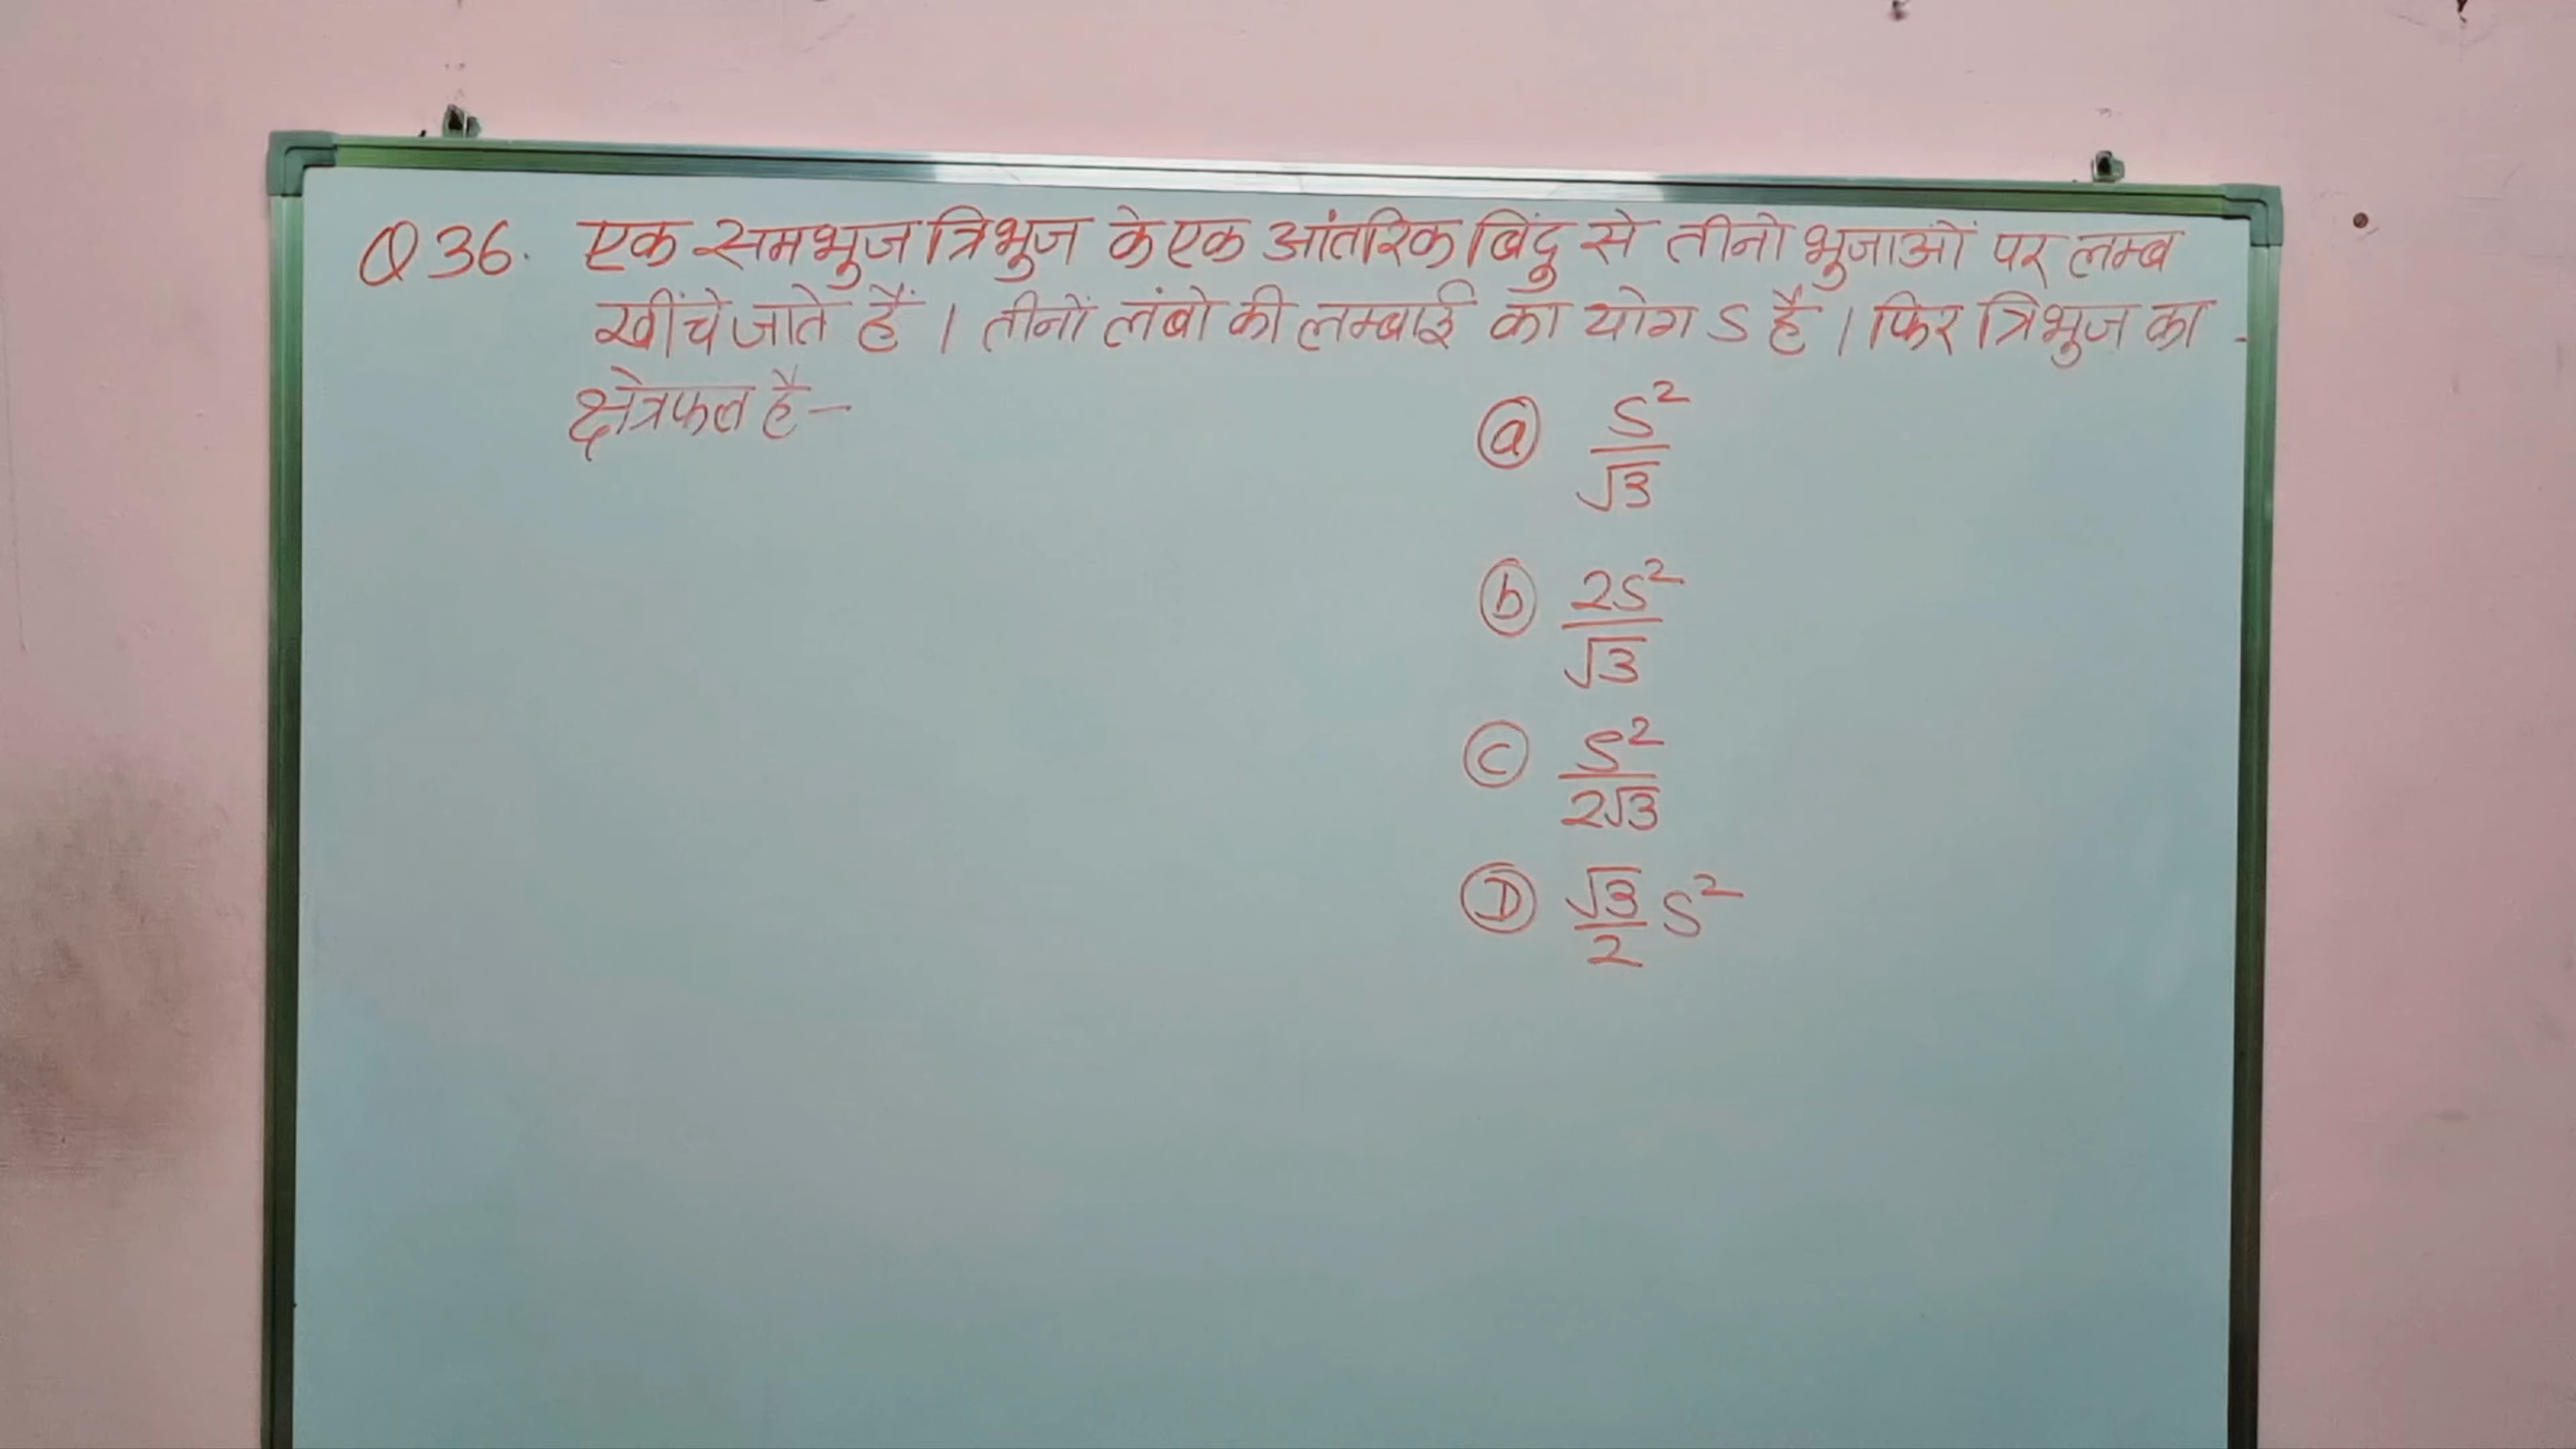 Q 36. एक समभुज त्रिभुज के एक आंतरिक बिंदु से तीनो भुजाओं पर लम्ब
खींचे जाते हैं । तीनों लंबो की लम्बाई का योग S है । फिर त्रिभुज का -
क्षेत्रफल है -
ⓐ S²/√3
ⓑ 2S²/√3
ⓒ S²/2√3
Ⓓ √3/2 S²